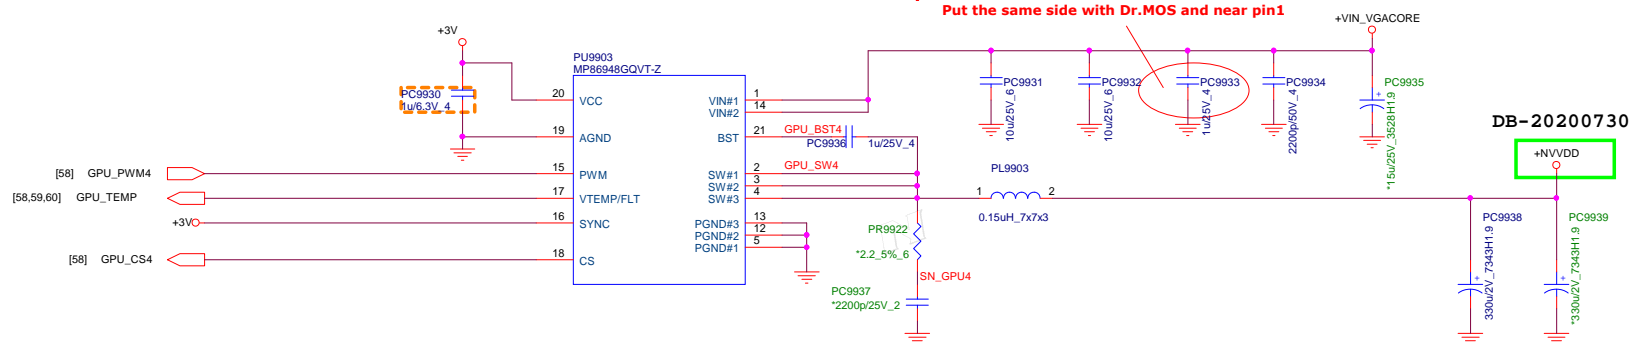 Put the same side with Dr.MOS and near pin1
+VIN_VGACORE
+3V
PU9903
MP86948GQVT-Z
PC9930
1u/6.3V_4
20
VCC
19
AGND
15
PWM
17
VTEMP/FLT
16
SYNC
18
CS
VIN#1
1
VIN#2
14
BST
21
SW#1
2
SW#2
3
SW#3
4
PGND#3
13
PGND#2
12
PGND#1
5
[58] GPU_PWM4
[58,59,60] GPU_TEMP
+3V
[58] GPU_CS4
GPU_BST4
PC9936
1u/25V_4
GPU_SW4
PC9931
10u/25V_6
PC9932
10u/25V_6
PC9933
1u/25V_4
PC9934
2200p/50V_4
PC9935
*15u/25V_3528H1.9
DB-20200730
+NVVDD
PL9903
1
2
0.15uH_7x7x3
PR9922
*2.2_5%_6
SN_GPU4
PC9937
*2200p/25V_2
PC9938
330u/2V_7343H1.9
PC9939
*330u/2V_7343H1.9